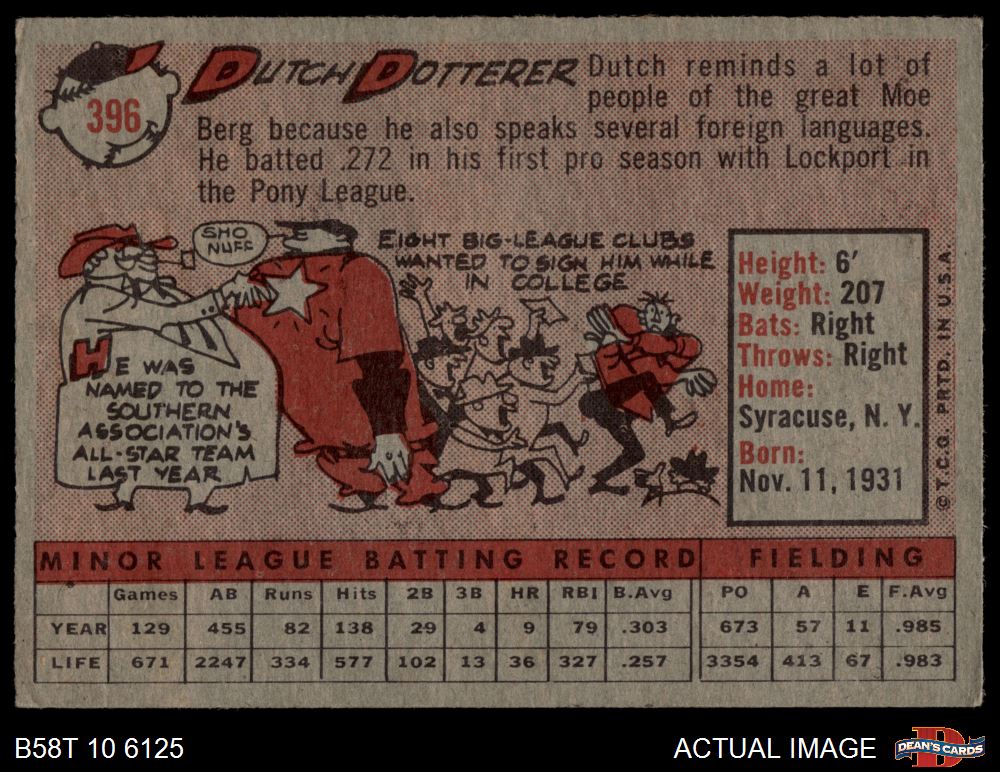 396
DUTCH DOTTERER
Dutch reminds a lot of
people of the great Moe
Berg because he also speaks several foreign languages.
He batted .272 in his first pro season with Lockport in
the Pony League.
SHO
NUFF
EIGHT BIG-LEAGUE CLUBS
WANTED TO SIGN HIM WHILE
IN COLLEGE
HE WAS
NAMED TO THE
SOUTHERN
ASSOCIATION'S
ALL-STAR TEAM
LAST YEAR
Height: 6'
Weight: 207
Bats: Right
Throws: Right
Home:
Syracuse, N. Y.
Born:
Nov. 11, 1931
© T.C.G. PRTD. IN U.S.A.
MINOR LEAGUE BATTING RECORD FIELDING
Games AB Runs Hits 2B 3B HR RBI B.Avg PO A E F.Avg
YEAR 129 455 82 138 29 4 9 79 .303 673 57 11 .985
LIFE 671 2247 334 577 102 13 36 327 .257 3354 413 67 .983
B58T 10 6125
ACTUAL IMAGE
D
DEAN'S CARDS